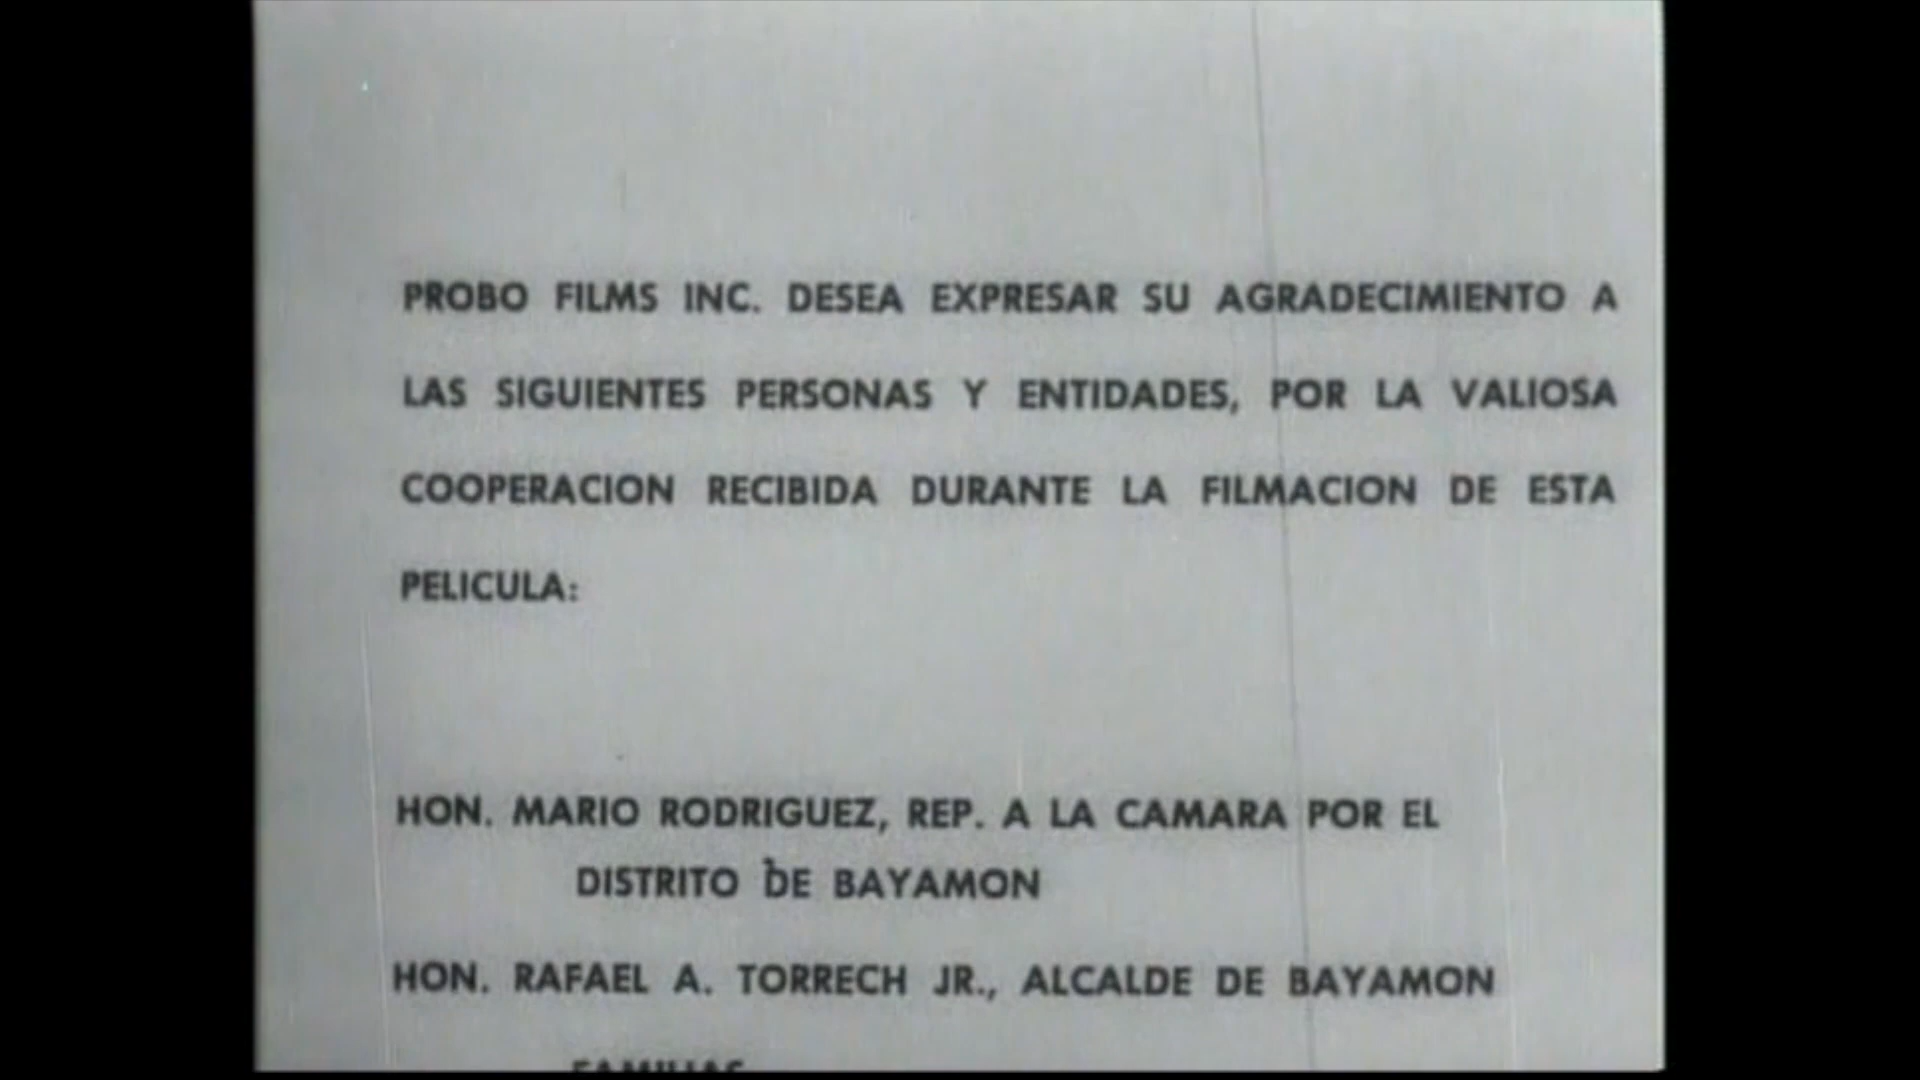 PROBO FILMS INC. DESEA EXPRESAR SU AGRADECIMIENTO A
LAS SIGUIENTES PERSONAS Y ENTIDADES, POR LA VALIOSA
COOPERACION RECIBIDA DURANTE LA FILMACION DE ESTA
PELICULA:
HON. MARIO RODRIGUEZ, REP. A LA CAMARA POR EL
DISTRITO DE BAYAMON
HON. RAFAEL A. TORRECH JR., ALCALDE DE BAYAMON
FAMILIAS